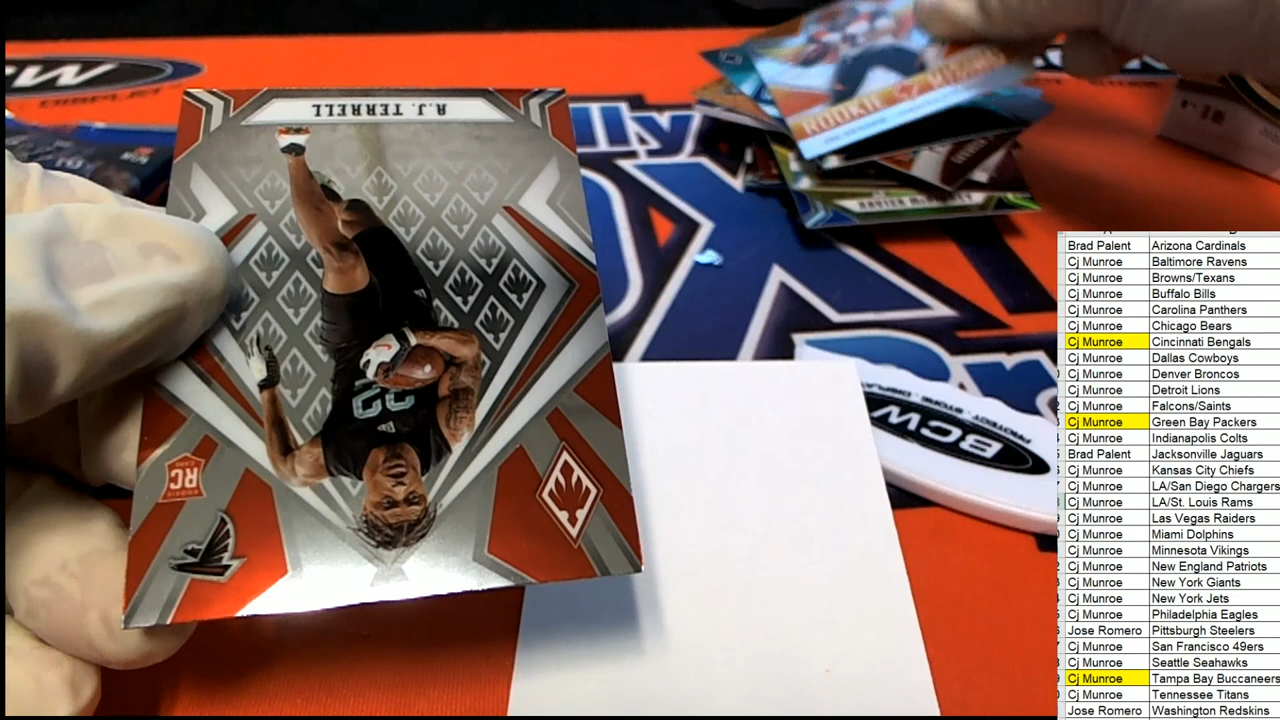 BCW
DISPLAY
A.J. TERRELL
RC
ROOKIE
lly
ROOKIE
BCW
Brad Palent Arizona Cardinals
Cj Munroe Baltimore Ravens
Cj Munroe Browns/Texans
Cj Munroe Buffalo Bills
Cj Munroe Carolina Panthers
Cj Munroe Chicago Bears
Cj Munroe Cincinnati Bengals
Cj Munroe Dallas Cowboys
Cj Munroe Denver Broncos
Cj Munroe Detroit Lions
Cj Munroe Falcons/Saints
Cj Munroe Green Bay Packers
Cj Munroe Indianapolis Colts
Brad Palent Jacksonville Jaguars
Cj Munroe Kansas City Chiefs
Cj Munroe LA/San Diego Chargers
Cj Munroe LA/St. Louis Rams
Cj Munroe Las Vegas Raiders
Cj Munroe Miami Dolphins
Cj Munroe Minnesota Vikings
Cj Munroe New England Patriots
Cj Munroe New York Giants
Cj Munroe New York Jets
Cj Munroe Philadelphia Eagles
Jose Romero Pittsburgh Steelers
Cj Munroe San Francisco 49ers
Cj Munroe Seattle Seahawks
Cj Munroe Tampa Bay Buccaneers
Cj Munroe Tennessee Titans
Jose Romero Washington Redskins